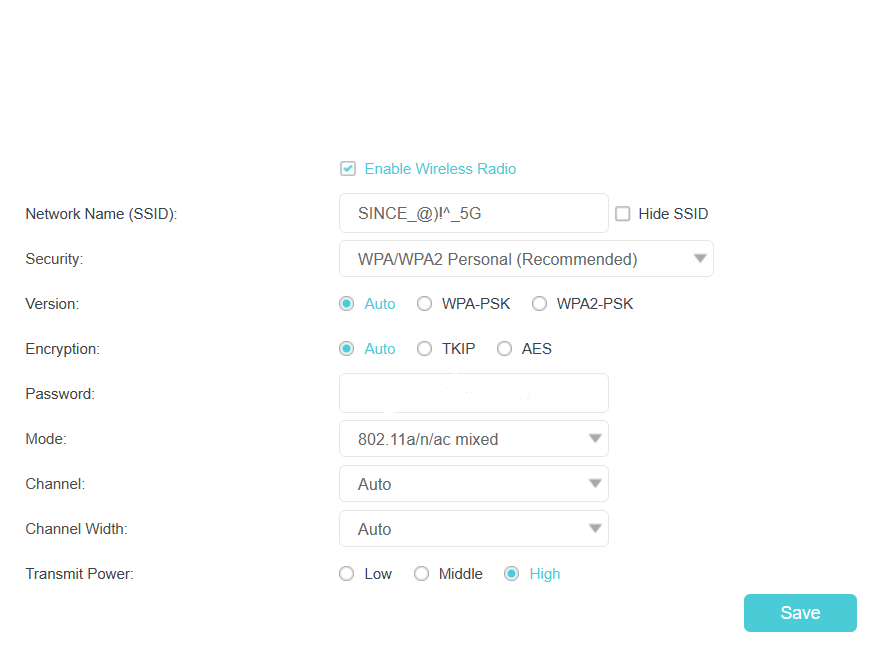 Enable Wireless Radio
Network Name (SSID): SINCE_@)!^_5G Hide SSID
Security: WPA/WPA2 Personal (Recommended)
Version: Auto WPA-PSK WPA2-PSK
Encryption: Auto TKIP AES
Password:
Mode: 802.11a/n/ac mixed
Channel: Auto
Channel Width: Auto
Transmit Power: Low Middle High
Save